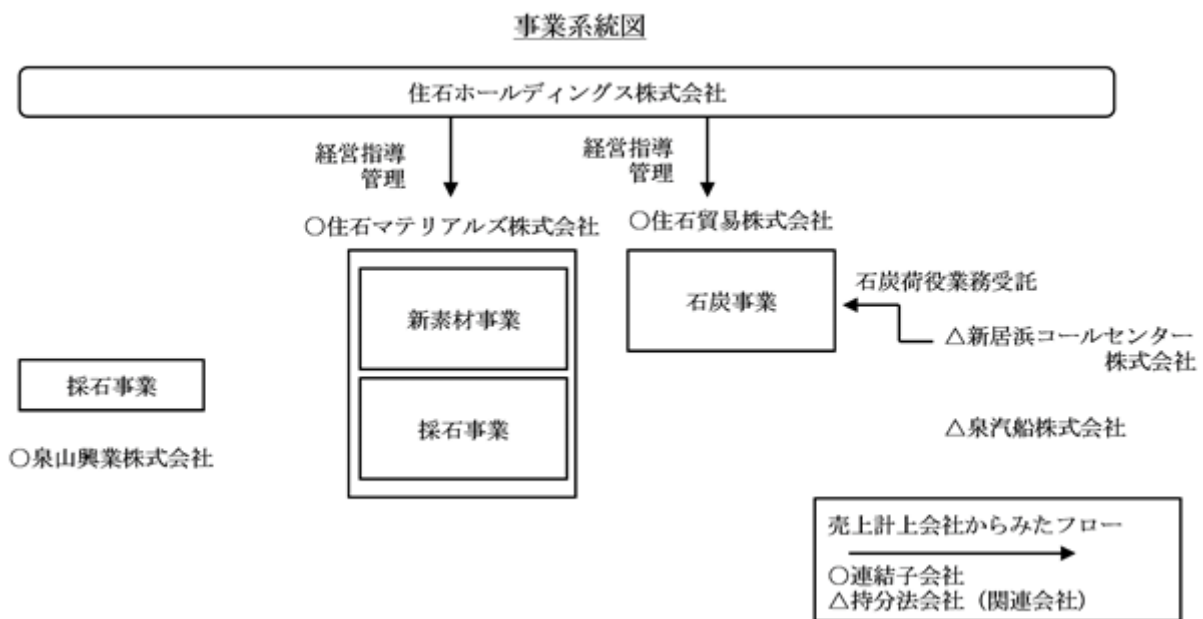 事業系統図
住石ホールディングス株式会社
経営指導
管理
経営指導
管理
○住石マテリアルズ株式会社
○住石貿易株式会社
新素材事業
採石事業
石炭事業
石炭荷役業務受託
△新居浜コールセンター
株式会社
採石事業
○泉山興業株式会社
△泉汽船株式会社
売上計上会社からみたフロー
○連結子会社
△持分法会社（関連会社）